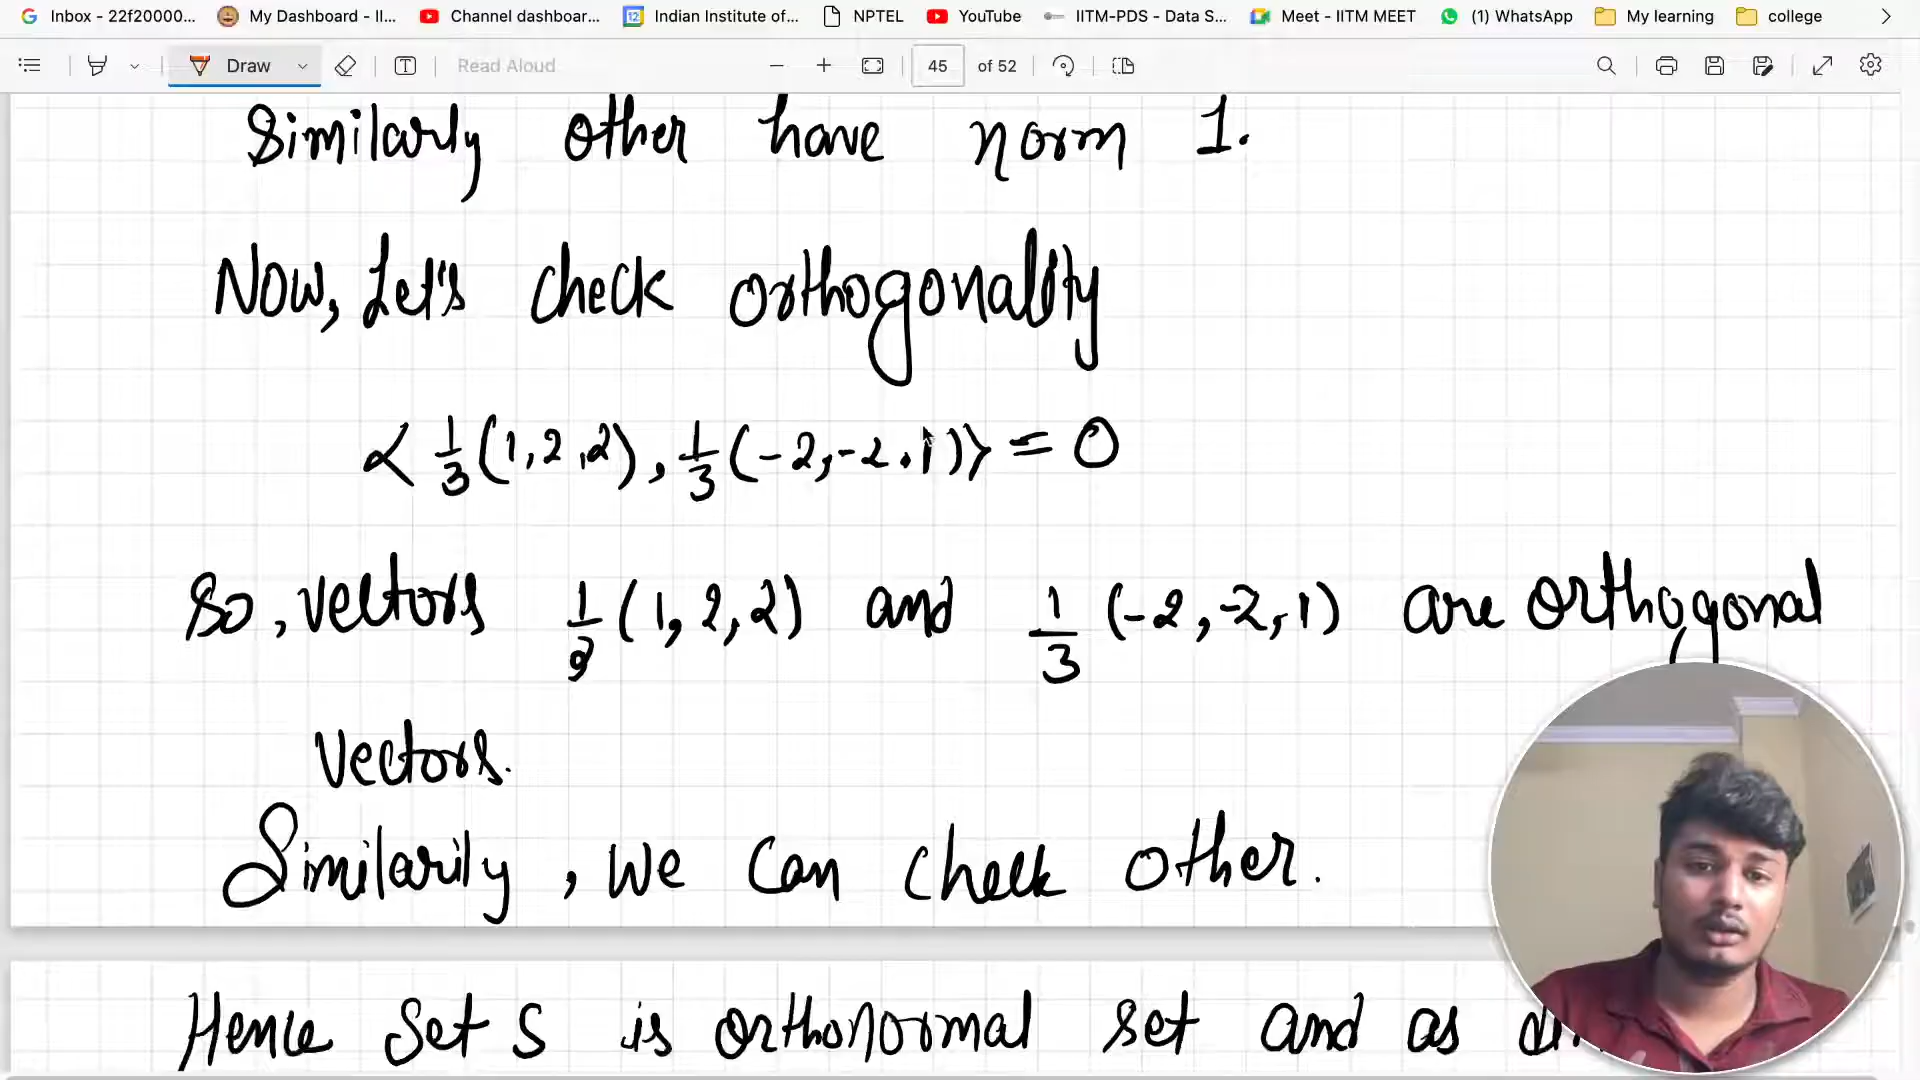 Inbox - 22f20000... My Dashboard - II... Channel dashboar... Indian Institute of... NPTEL YouTube IITM-PDS - Data S... Meet - IITM MEET (1) WhatsApp My learning college
Draw Read Aloud 45 of 52
Similarly other have norm 1.
Now, Let's check orthogonality
< 1/3 (1, 2, 2), 1/3 (-2, -2, 1)> = 0
So, vectors 1/3 (1, 2, 2) and 1/3 (-2, -2, 1) are orthogonal
vectors.
Similarily, we can check other.
Hence Set S is orthonormal set and as